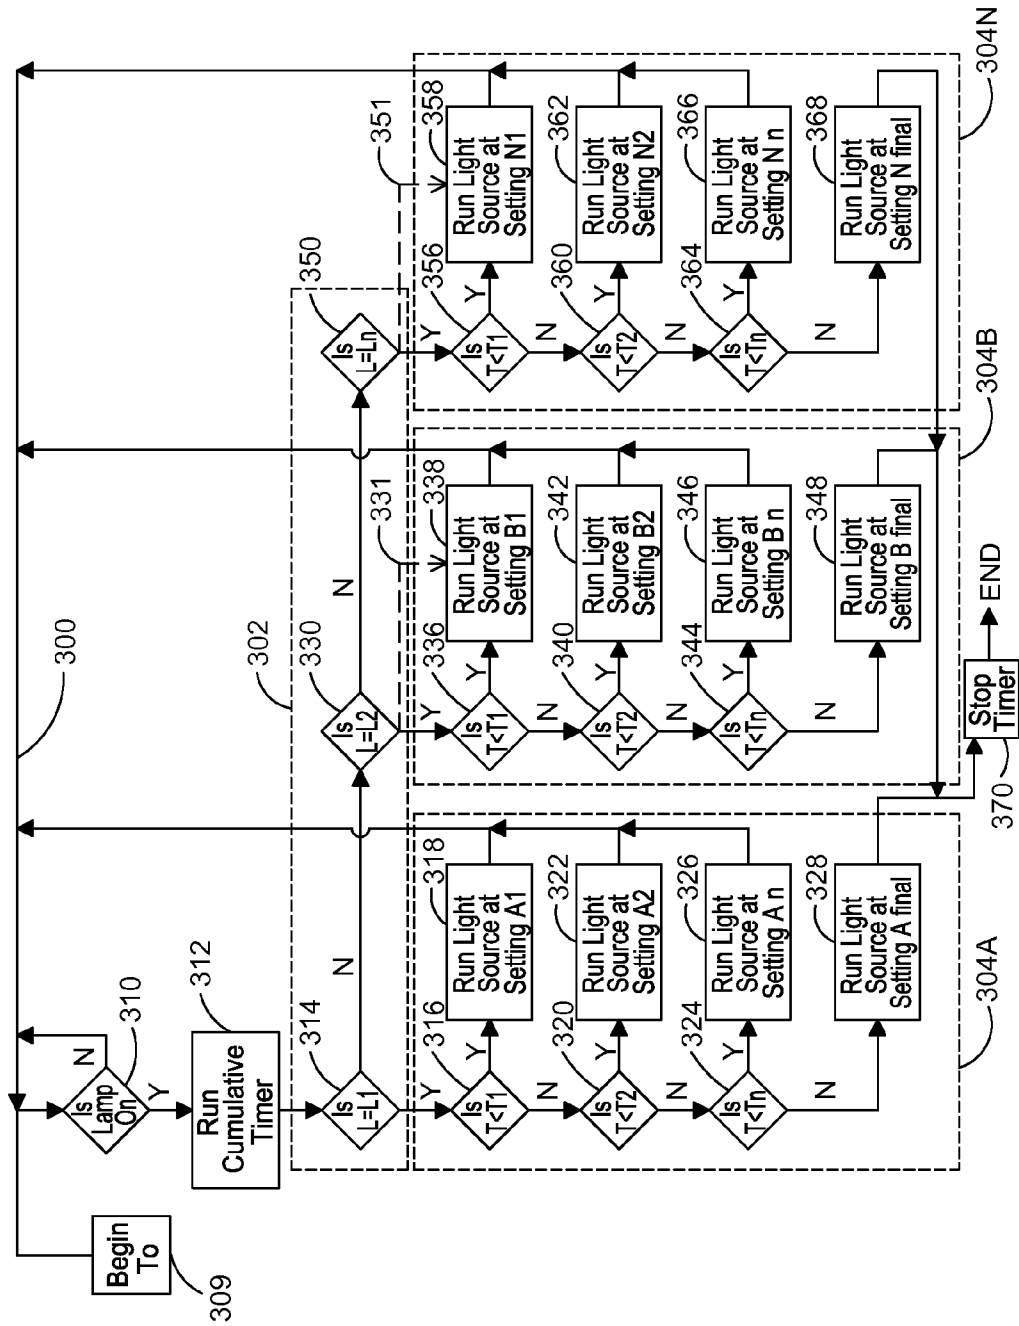 300
Begin
To
309
Is
Lamp
On
310
N
Y
Run
Cumulative
Timer
312
302
Is
L=L1
314
N
Y
Is
L=L2
330
N
Y
331
Is
L=Ln
350
Y
351
Is
T<T1
316
Y
N
Run Light
Source at
Setting A1
318
Is
T<T2
320
Y
N
Run Light
Source at
Setting A2
322
Is
T<Tn
324
Y
N
Run Light
Source at
Setting A n
326
Run Light
Source at
Setting A final
328
304A
Is
T<T1
336
Y
N
Run Light
Source at
Setting B1
338
Is
T<T2
340
Y
N
Run Light
Source at
Setting B2
342
Is
T<Tn
344
Y
N
Run Light
Source at
Setting B n
346
Run Light
Source at
Setting B final
348
304B
Is
T<T1
356
Y
N
Run Light
Source at
Setting N1
358
Is
T<T2
360
Y
N
Run Light
Source at
Setting N2
362
Is
T<Tn
364
Y
N
Run Light
Source at
Setting N n
366
Run Light
Source at
Setting N final
368
304N
Stop
Timer
370
END